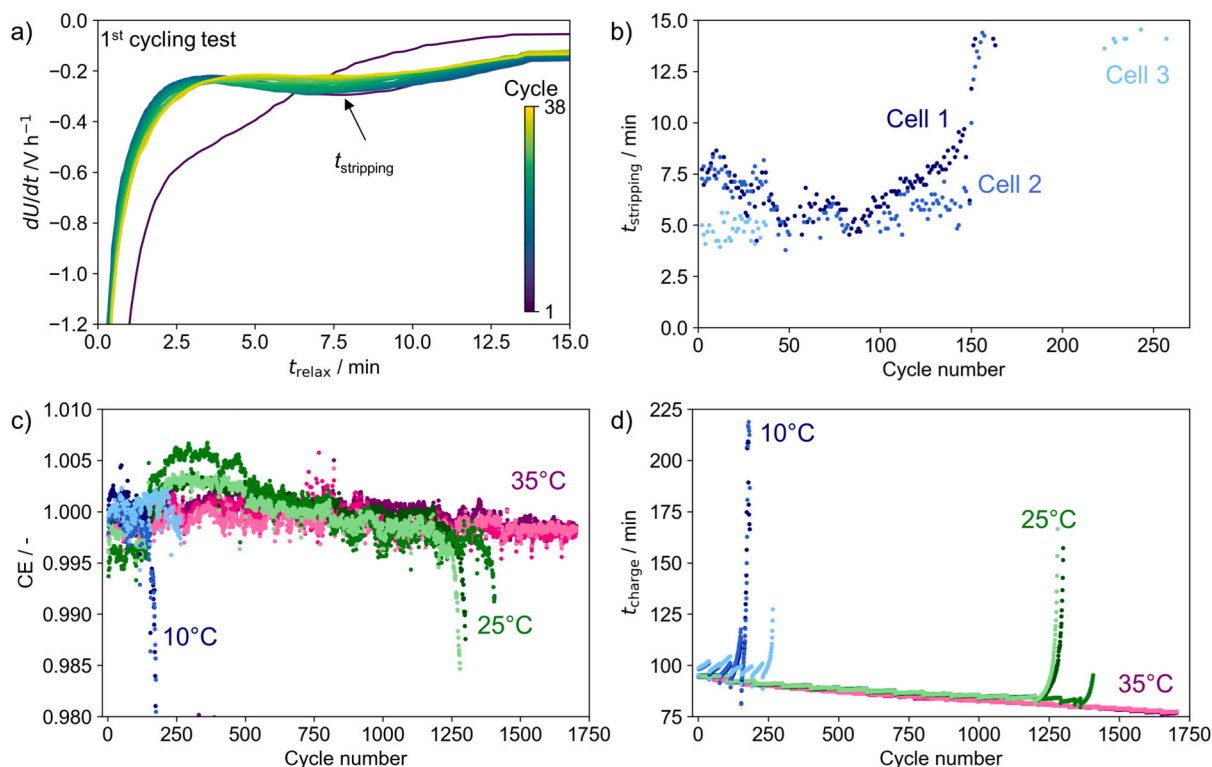 a)
1st cycling test
0.0
−0.2
−0.4
−0.6
−0.8
−1.0
−1.2
dU/dt /V h−1
Cycle
38
1
tstripping
0.0
2.5
5.0
7.5
10.0
12.5
15.0
trelax / min
b)
15.0
12.5
10.0
7.5
5.0
2.5
0.0
tstripping / min
Cell 1
Cell 2
Cell 3
0
50
100
150
200
250
Cycle number
c)
1.010
1.005
1.000
0.995
0.990
0.985
0.980
CE / -
35°C
10°C
25°C
0
250
500
750
1000
1250
1500
1750
Cycle number
d)
225
200
175
150
125
100
75
tcharge / min
10°C
25°C
35°C
0
250
500
750
1000
1250
1500
1750
Cycle number